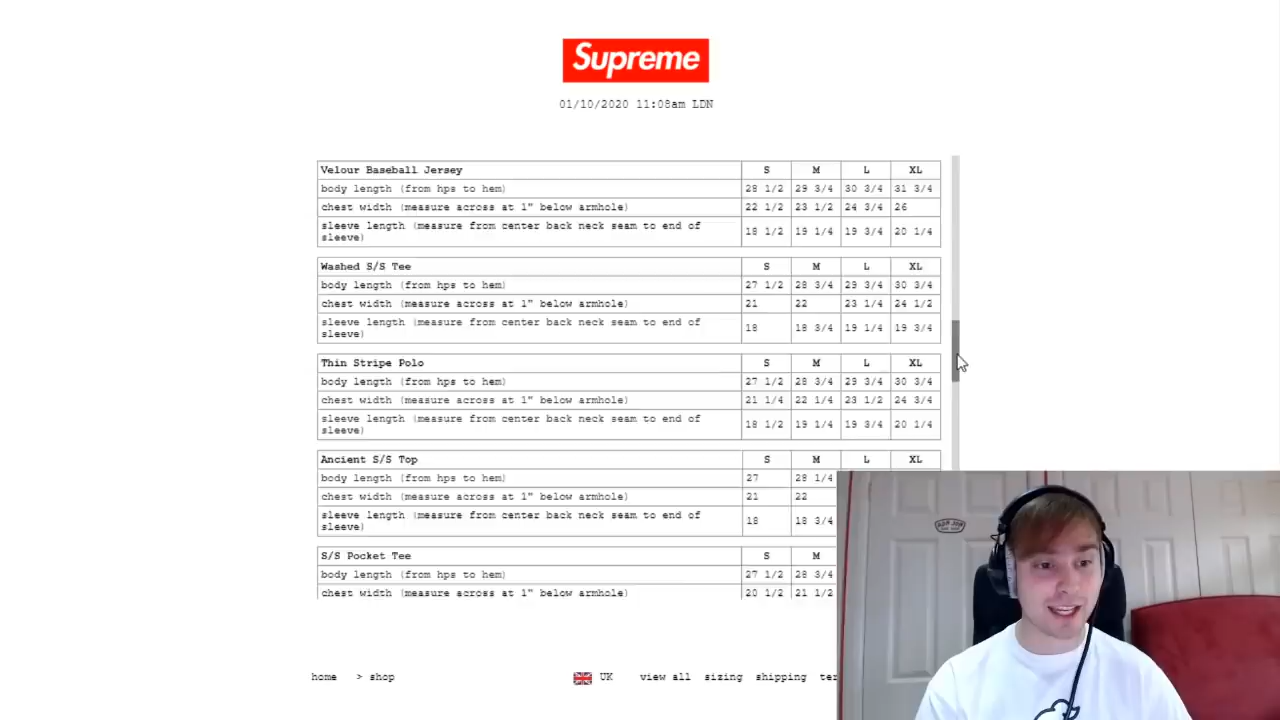 Supreme
01/10/2020 11:08am LDN
Velour Baseball Jersey S M L XL
body length (from hps to hem) 28 1/2 29 3/4 30 3/4 31 3/4
chest width (measure across at 1" below armhole) 22 1/2 23 1/2 24 3/4 26
sleeve length (measure from center back neck seam to end of
sleeve) 18 1/2 19 1/4 19 3/4 20 1/4
Washed S/S Tee S M L XL
body length (from hps to hem) 27 1/2 28 3/4 29 3/4 30 3/4
chest width (measure across at 1" below armhole) 21 22 23 1/4 24 1/2
sleeve length (measure from center back neck seam to end of
sleeve) 18 18 3/4 19 1/4 19 3/4
Thin Stripe Polo S M L XL
body length (from hps to hem) 27 1/2 28 3/4 29 3/4 30 3/4
chest width (measure across at 1" below armhole) 21 1/4 22 1/4 23 1/2 24 3/4
sleeve length (measure from center back neck seam to end of
sleeve) 18 1/2 19 1/4 19 3/4 20 1/4
Ancient S/S Top S M L XL
body length (from hps to hem) 27 28 1/4
chest width (measure across at 1" below armhole) 21 22
sleeve length (measure from center back neck seam to end of
sleeve) 18 18 3/4
S/S Pocket Tee S M
body length (from hps to hem) 27 1/2 28 3/4
chest width (measure across at 1" below armhole) 20 1/2 21 1/2
home > shop UK view all sizing shipping